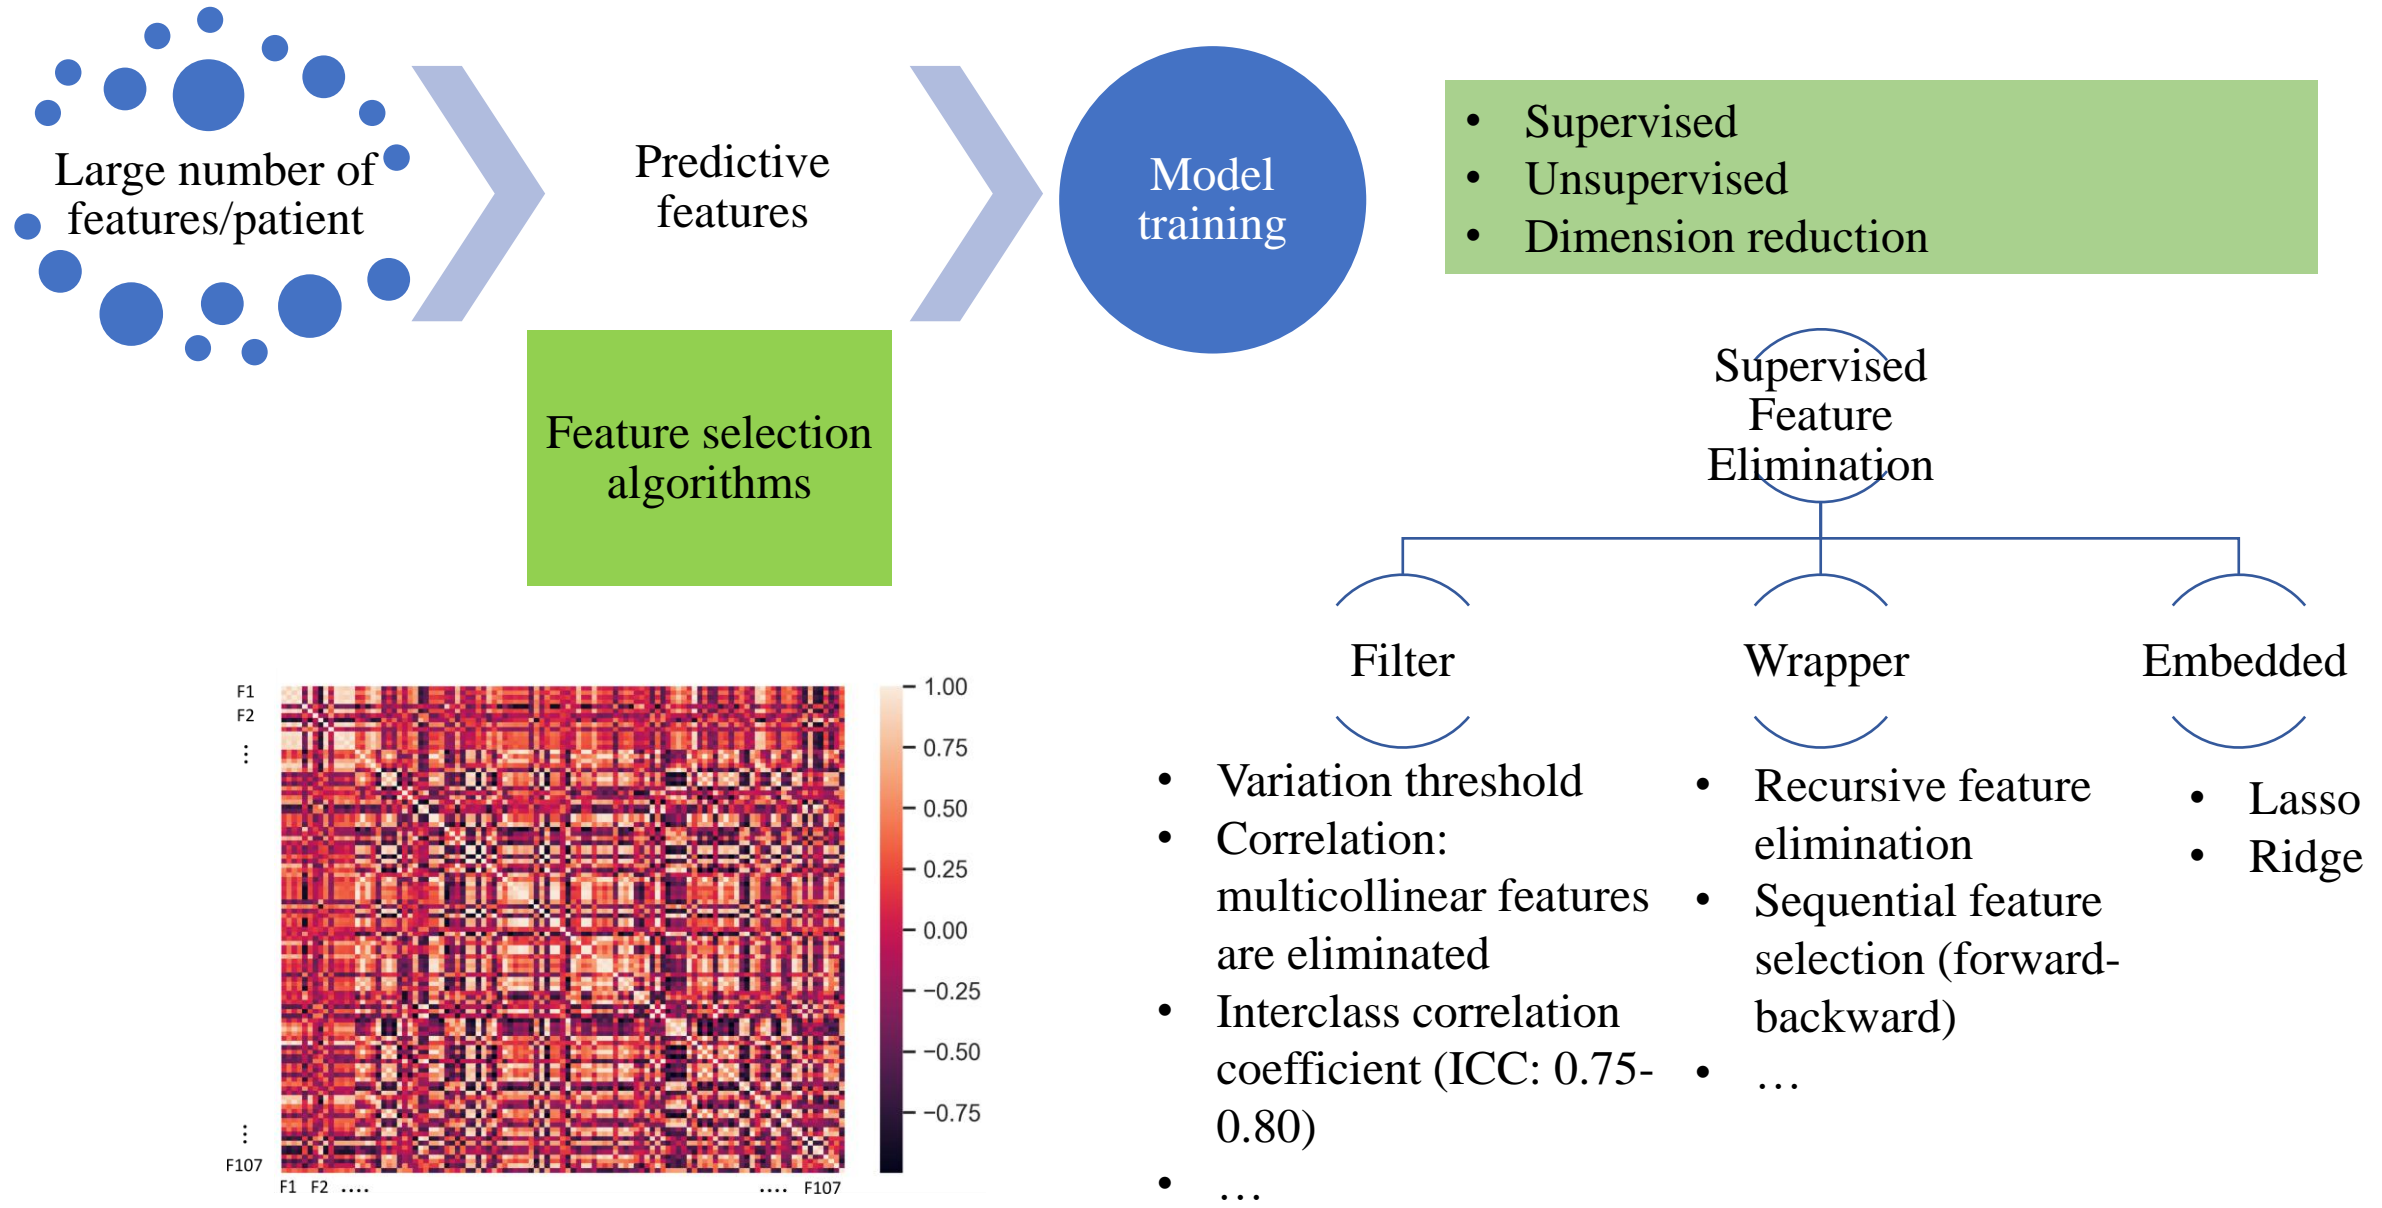 Large number of
features/patient
Predictive
features
Model
training
• Supervised
• Unsupervised
• Dimension reduction
Feature selection
algorithms
Supervised
Feature
Elimination
Filter
Wrapper
Embedded
• Variation threshold
• Correlation:
multicollinear features
are eliminated
• Interclass correlation
coefficient (ICC: 0.75-
0.80)
• …
• Recursive feature
elimination
• Sequential feature
selection (forward-
backward)
• …
• Lasso
• Ridge
F1
F2
⋮
⋮
F107
F1 F2 ....
.... F107
1.00
0.75
0.50
0.25
0.00
−0.25
−0.50
−0.75